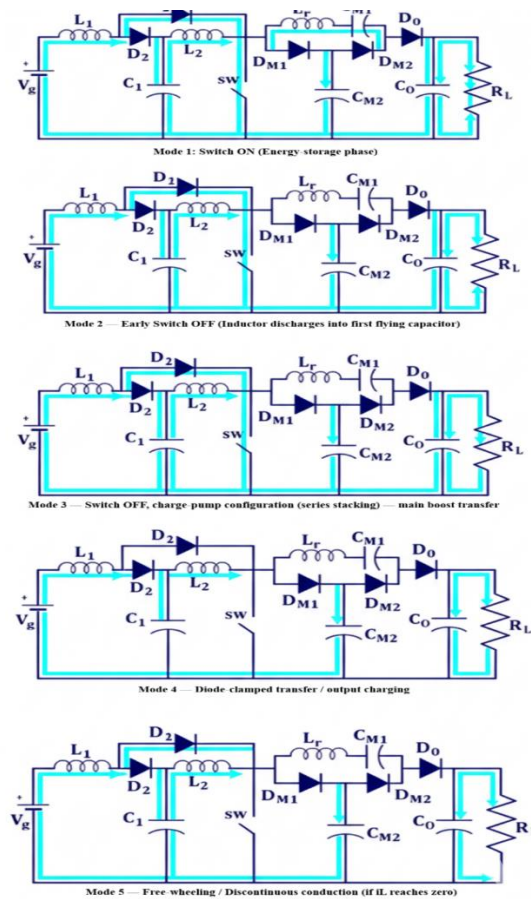 L1 D2 L2 Lr CM1 D0
DM1 DM2
Vg C1 SW CM2 CO RL
Mode 1: Switch ON (Energy-storage phase)
D2
L1 D2 L2 Lr CM1 D0
DM1 DM2
Vg C1 SW CM2 CO RL
Mode 2 — Early Switch OFF (Inductor discharges into first flying capacitor)
D2
L1 D2 L2 Lr CM1 D0
DM1 DM2
Vg C1 SW CM2 CO RL
Mode 3 — Switch OFF, charge-pump configuration (series stacking) — main boost transfer
D2
L1 D2 L2 Lr CM1 D0
DM1 DM2
Vg C1 SW CM2 CO RL
Mode 4 — Diode-clamped transfer / output charging
D2
L1 D2 L2 Lr CM1 D0
DM1 DM2
Vg C1 SW CM2 CO R
Mode 5 — Free-wheeling / Discontinuous conduction (if iL reaches zero)